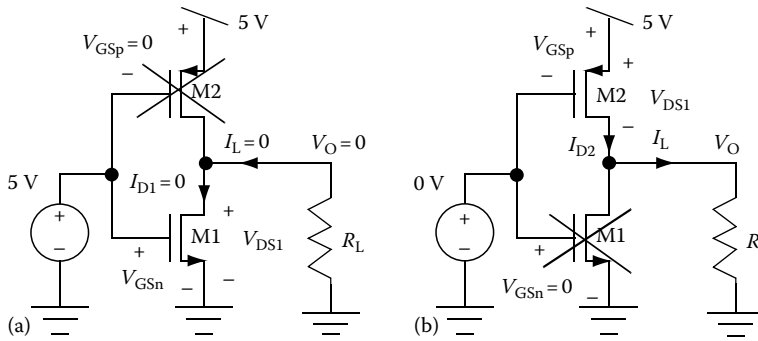 5 V
V_GSp = 0
+
−
M2
I_L = 0
V_O = 0
5 V
I_D1 = 0
+
−
+
M1
+
V_DS1
R_L
V_GSn
−
−
(a)
5 V
+
V_GSp
−
+
M2
V_DS1
−
I_D2
I_L
V_O
0 V
+
−
+
M1
R
V_GSn = 0
−
(b)